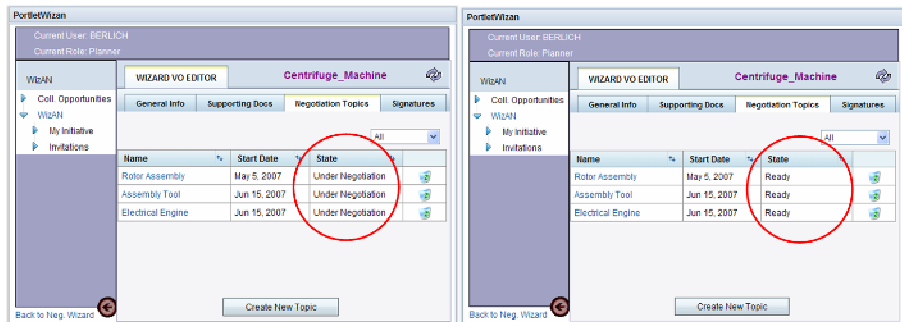 PortletWizan
Current User: BERLICH
Current Role: Planner
WizAN
WIZARD VO EDITOR
Centrifuge_Machine
Coll. Opportunities
WizAN
My Initiative
Invitations
General Info Supporting Docs Negotiation Topics Signatures
All
Name Start Date State
Rotor Assembly May 5, 2007 Under Negotiation
Assembly Tool Jun 15, 2007 Under Negotiation
Electrical Engine Jun 15, 2007 Under Negotiation
Create New Topic
Back to Neg. Wizard
PortletWizan
Current User: BERLICH
Current Role: Planner
WizAN
WIZARD VO EDITOR
Centrifuge_Machine
Coll. Opportunities
WizAN
My Initiative
Invitations
General Info Supporting Docs Negotiation Topics Signatures
All
Name Start Date State
Rotor Assembly May 5, 2007 Ready
Assembly Tool Jun 15, 2007 Ready
Electrical Engine Jun 15, 2007 Ready
Create New Topic
Back to Neg. Wizard